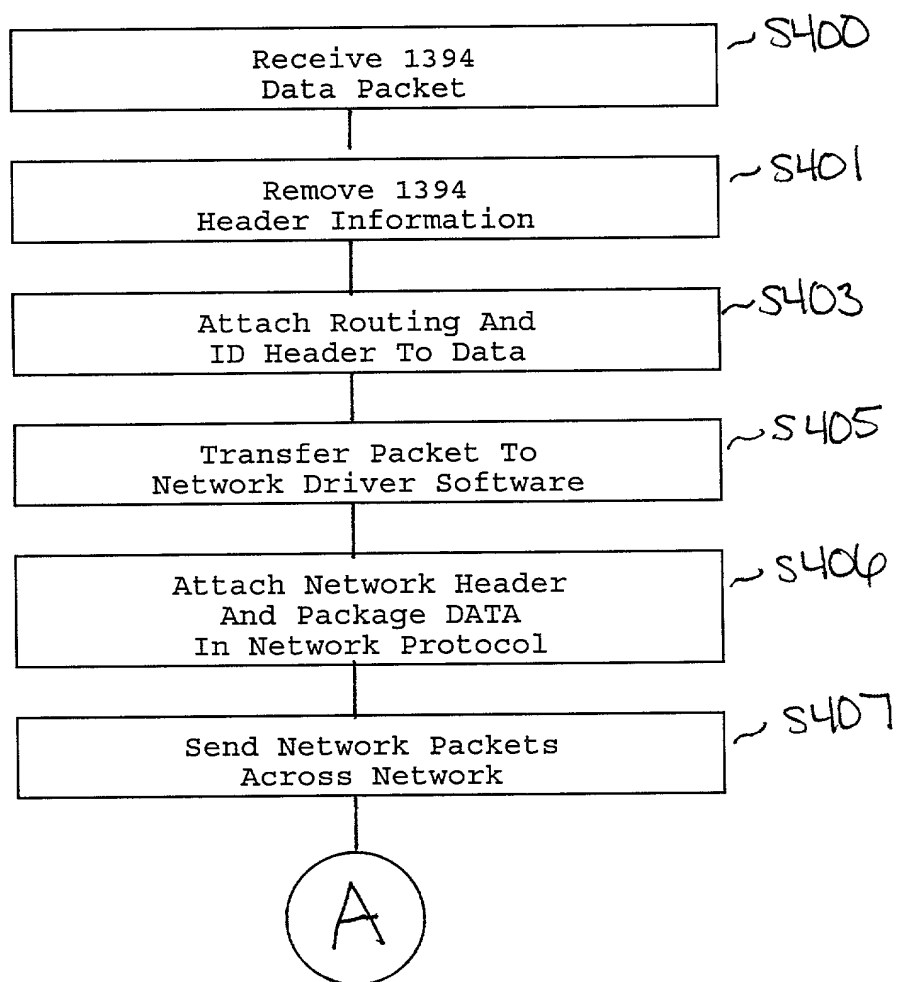 Receive 1394
Data Packet
S400
Remove 1394
Header Information
S401
Attach Routing And
ID Header To Data
S403
Transfer Packet To
Network Driver Software
S405
Attach Network Header
And Package DATA
In Network Protocol
S406
Send Network Packets
Across Network
S407
A